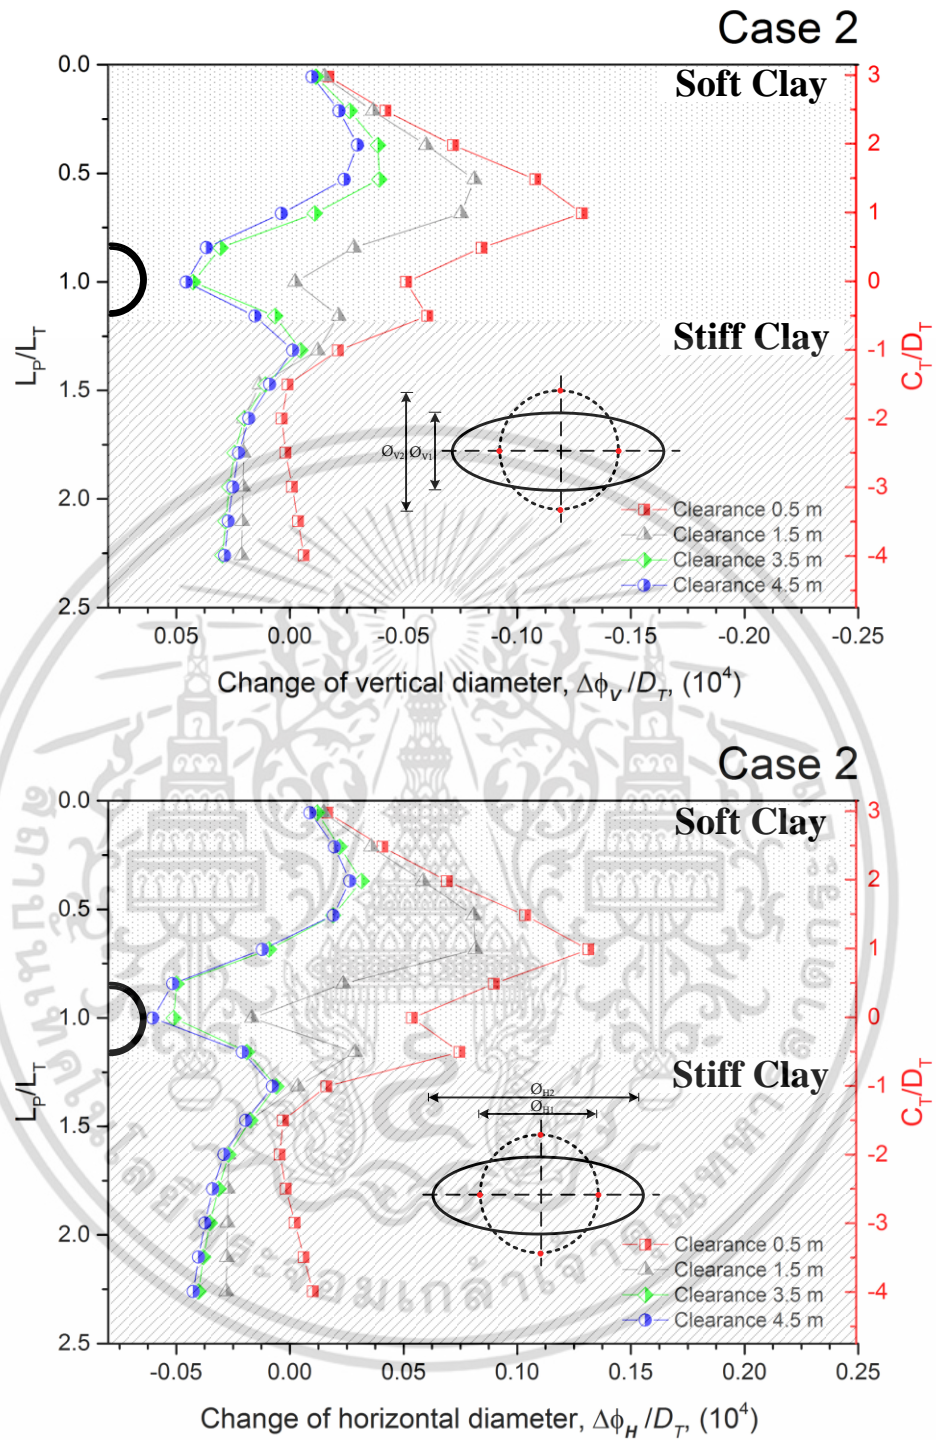 Case 2
Soft Clay
Stiff Clay
0.0
0.5
1.0
1.5
2.0
2.5
L_P/L_T
3
2
1
0
-1
-2
-3
-4
C_T/D_T
Ø_V2 Ø_V1
Clearance 0.5 m
Clearance 1.5 m
Clearance 3.5 m
Clearance 4.5 m
0.05 0.00 -0.05 -0.10 -0.15 -0.20 -0.25
Change of vertical diameter, Δϕ_V /D_T, (10^4)
Case 2
Soft Clay
Stiff Clay
0.0
0.5
1.0
1.5
2.0
2.5
L_P/L_T
3
2
1
0
-1
-2
-3
-4
C_T/D_T
Ø_H2
Ø_H1
Clearance 0.5 m
Clearance 1.5 m
Clearance 3.5 m
Clearance 4.5 m
-0.05 0.00 0.05 0.10 0.15 0.20 0.25
Change of horizontal diameter, Δϕ_H /D_T, (10^4)